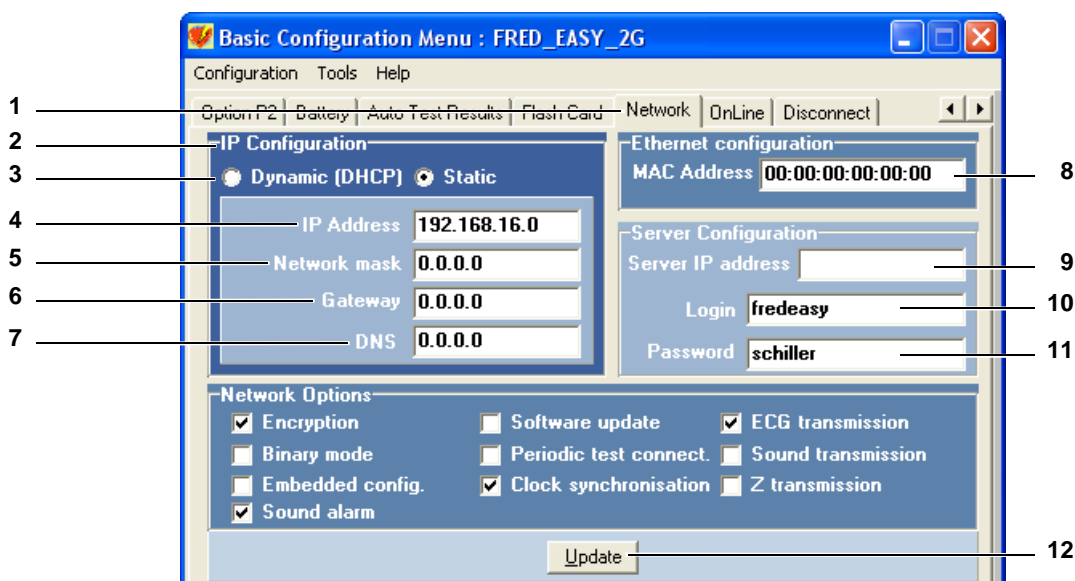 Basic Configuration Menu : FRED_EASY_2G
Configuration Tools Help
1 Option P2 Battery Auto Test Results Flash Card Network OnLine Disconnect
2 IP Configuration
3 Dynamic (DHCP) Static
4 IP Address 192.168.16.0
5 Network mask 0.0.0.0
6 Gateway 0.0.0.0
7 DNS 0.0.0.0
Ethernet configuration
MAC Address 00:00:00:00:00:00 8
Server Configuration
Server IP address 9
Login fredeasy 10
Password schiller 11
Network Options
Encryption Software update ECG transmission
Binary mode Periodic test connect. Sound transmission
Embedded config. Clock synchronisation Z transmission
Sound alarm
Update 12